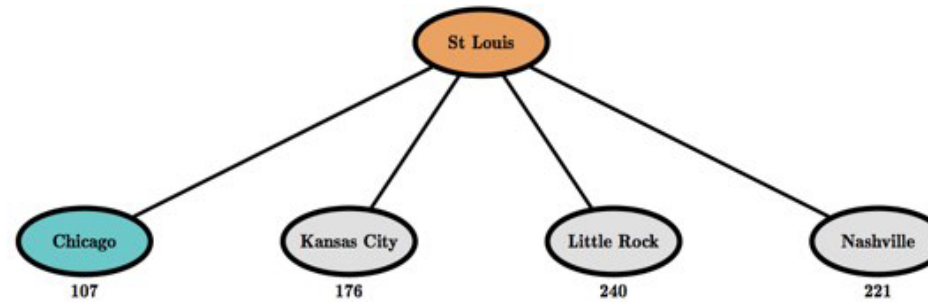 St Louis
Chicago
Kansas City
Little Rock
Nashville
107
176
240
221